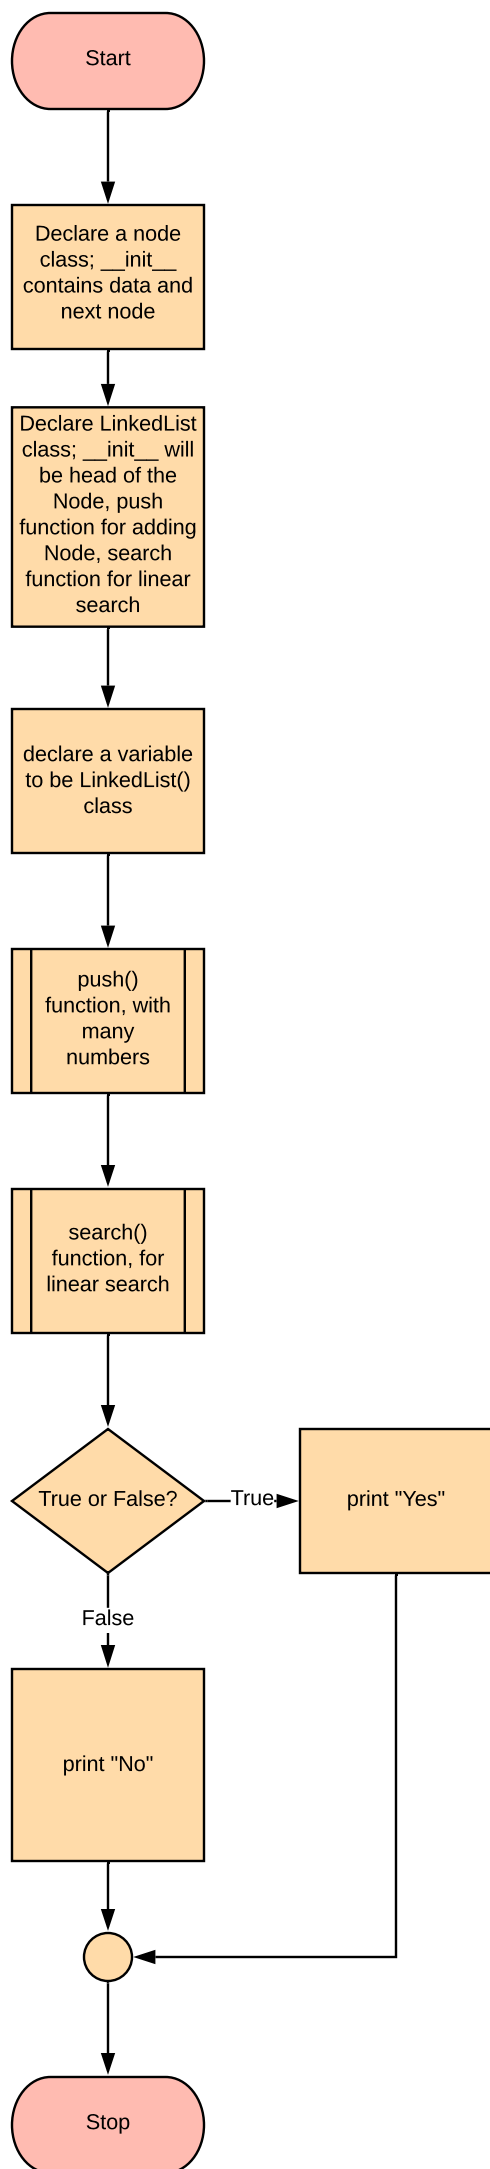 Start
Declare a node
class; __init__
contains data and
next node
Declare LinkedList
class; __init__ will
be head of the
Node, push
function for adding
Node, search
function for linear
search
declare a variable
to be LinkedList()
class
push()
function, with
many
numbers
search()
function, for
linear search
True or False?
True
print "Yes"
False
print "No"
Stop